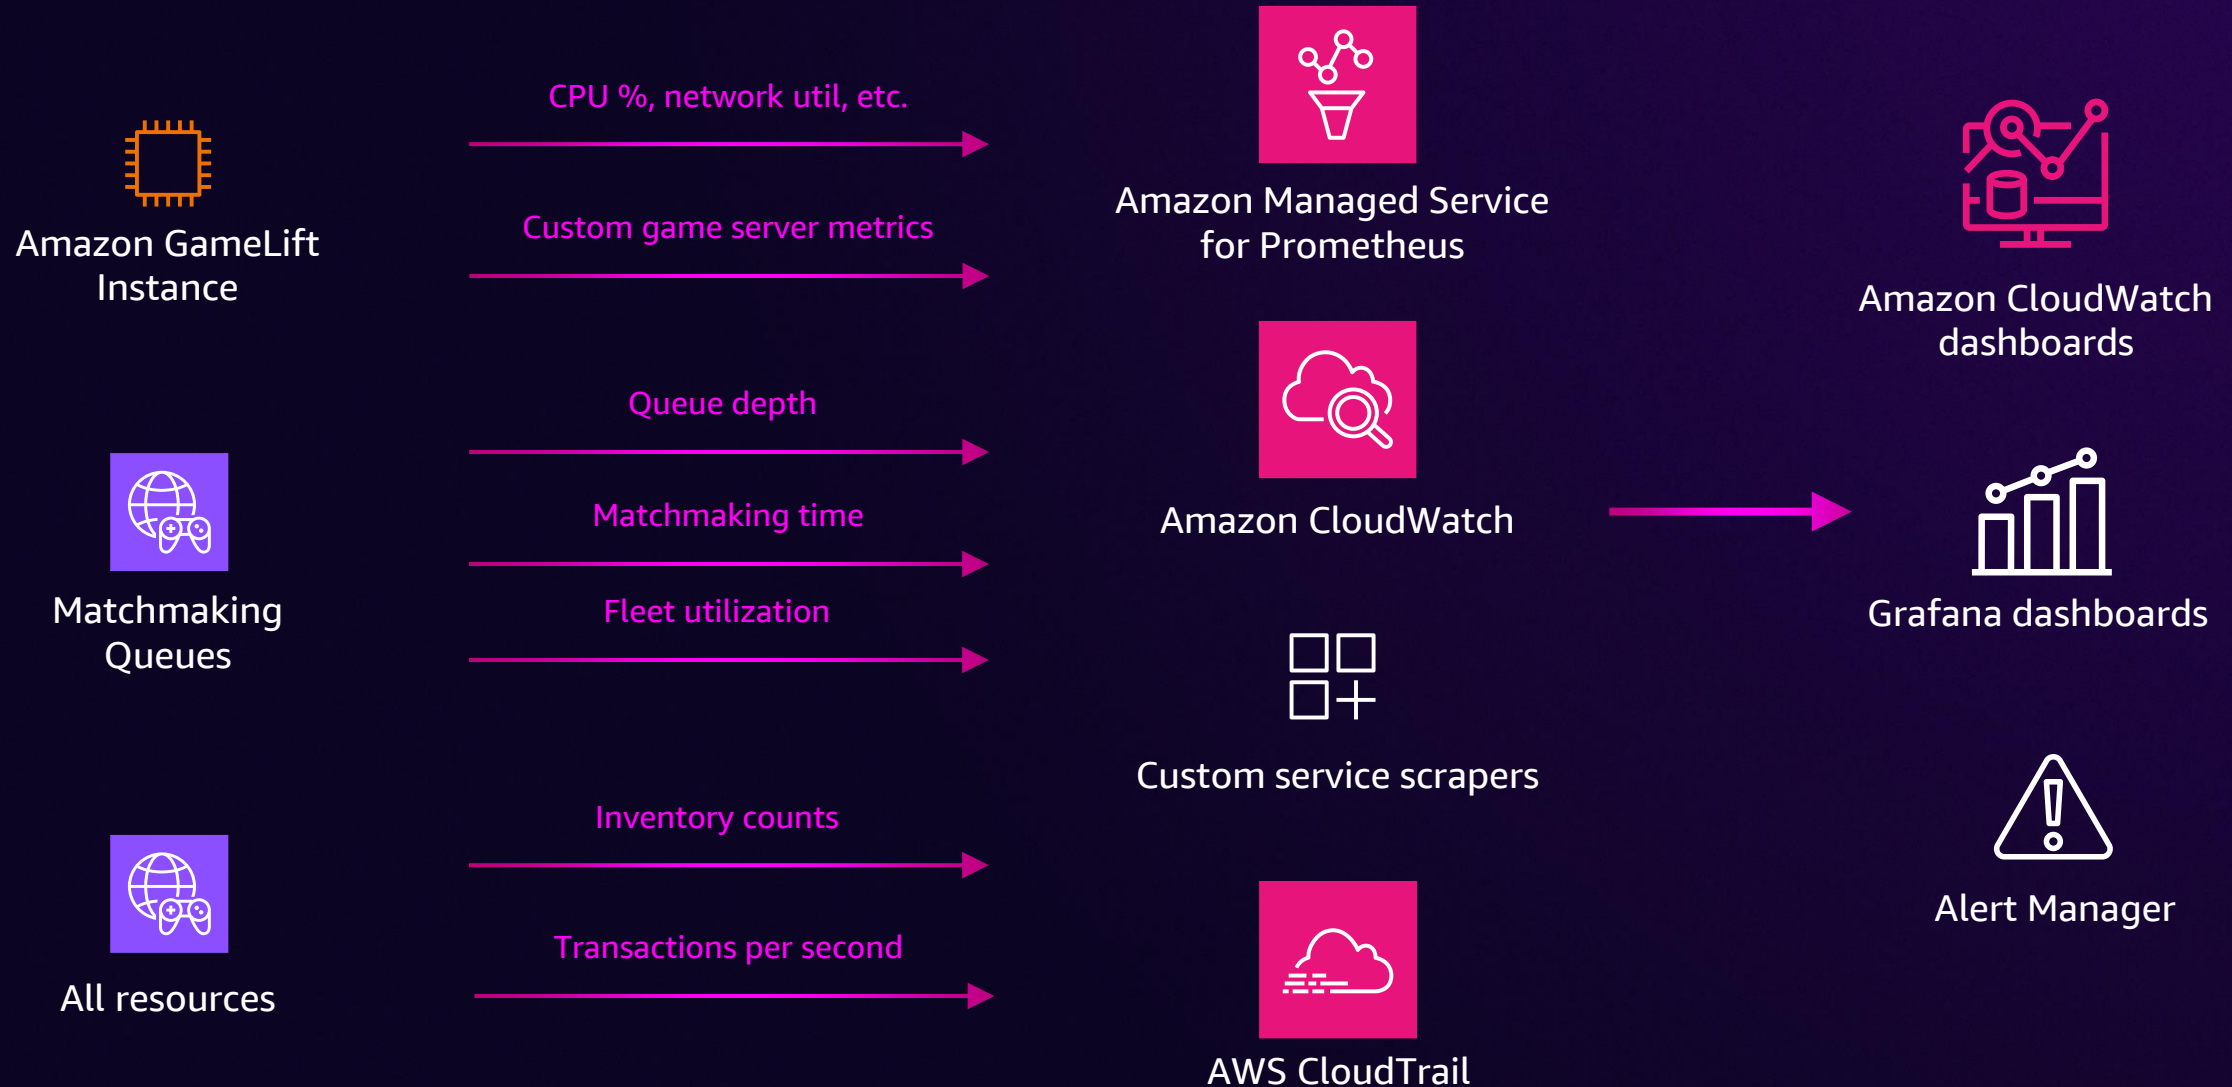 CPU %, network util, etc.
Amazon GameLift
Instance
Custom game server metrics
Amazon Managed Service
for Prometheus
Amazon CloudWatch
dashboards
Queue depth
Matchmaking time
Amazon CloudWatch
Matchmaking
Queues
Fleet utilization
Grafana dashboards
Custom service scrapers
Inventory counts
Alert Manager
Transactions per second
All resources
AWS CloudTrail